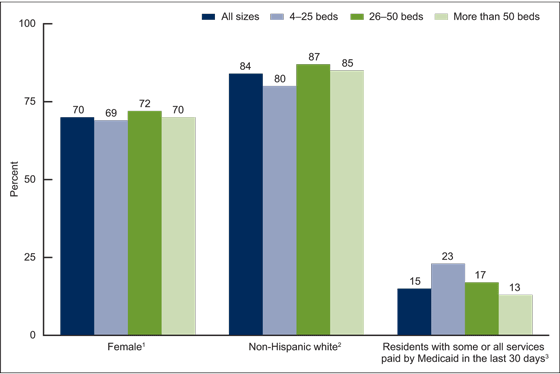 All sizes 4–25 beds 26–50 beds More than 50 beds
100
75
50
25
0
Percent
70 69 72 70
84 80 87 85
15 23 17 13
Female¹
Non-Hispanic white²
Residents with some or all services
paid by Medicaid in the last 30 days³